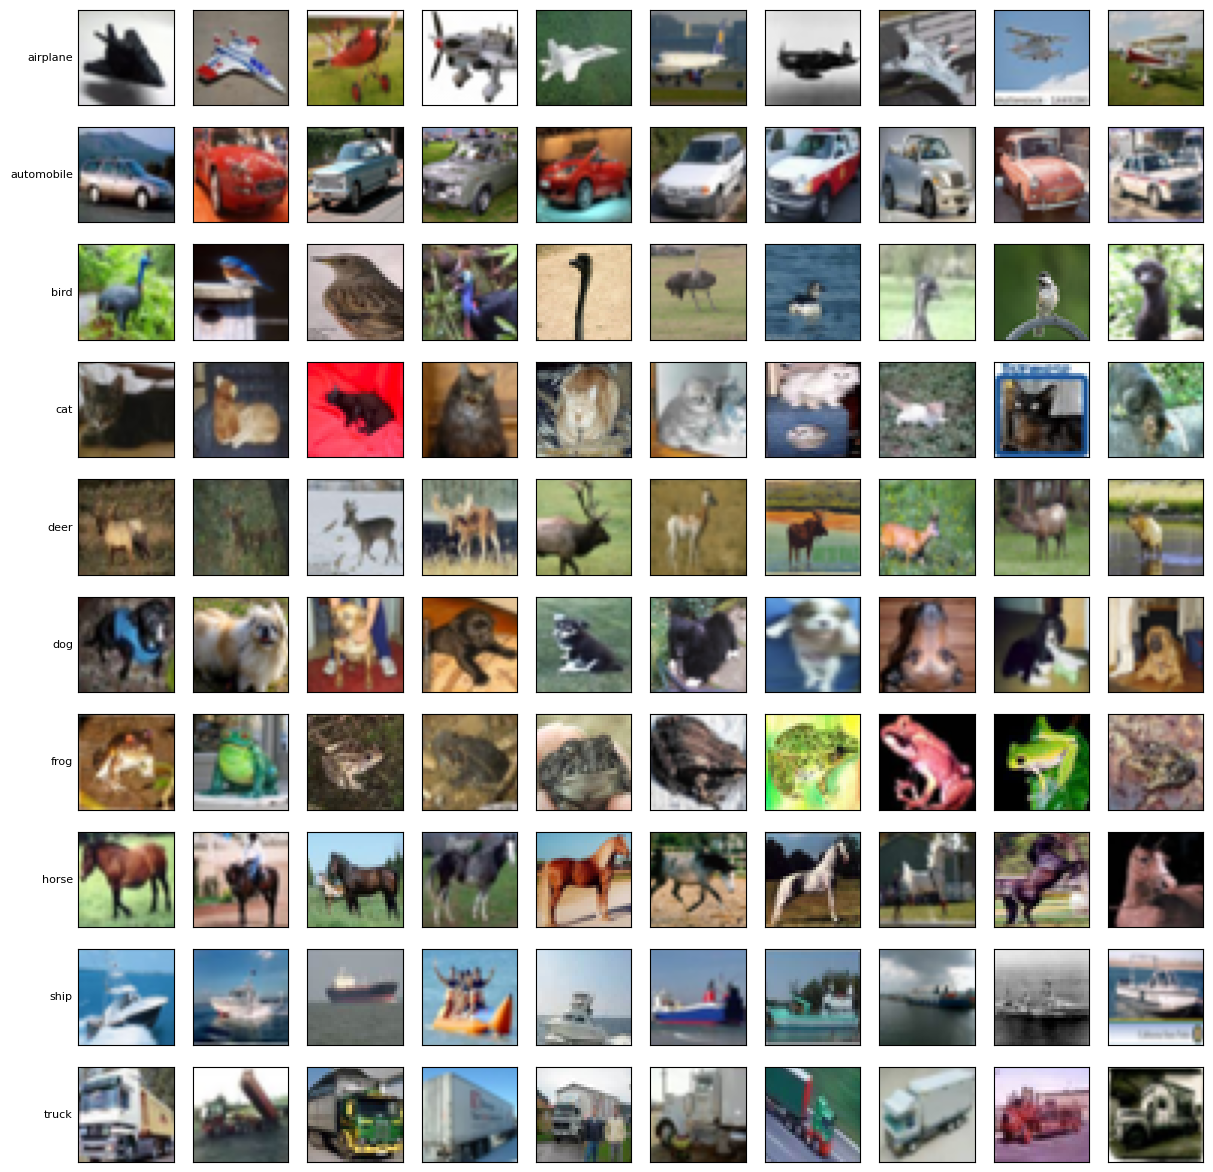 airplane
automobile
bird
cat
deer
dog
frog
horse
ship
truck